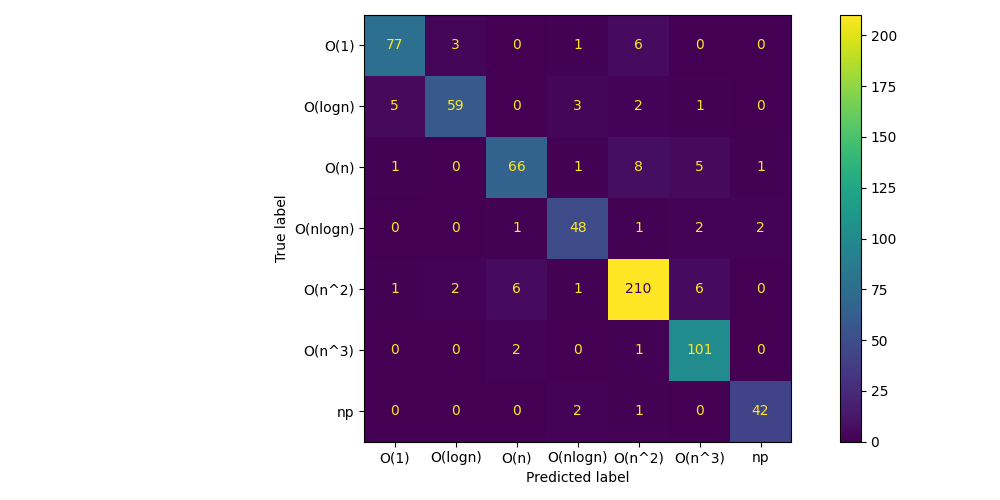 O(1) 77 3 0 1 6 0 0
O(logn) 5 59 0 3 2 1 0
O(n) 1 0 66 1 8 5 1
O(nlogn) 0 0 1 48 1 2 2
O(n^2) 1 2 6 1 210 6 0
O(n^3) 0 0 2 0 1 101 0
np 0 0 0 2 1 0 42
O(1) O(logn) O(n) O(nlogn) O(n^2) O(n^3) np
Predicted label
True label
200
175
150
125
100
75
50
25
0